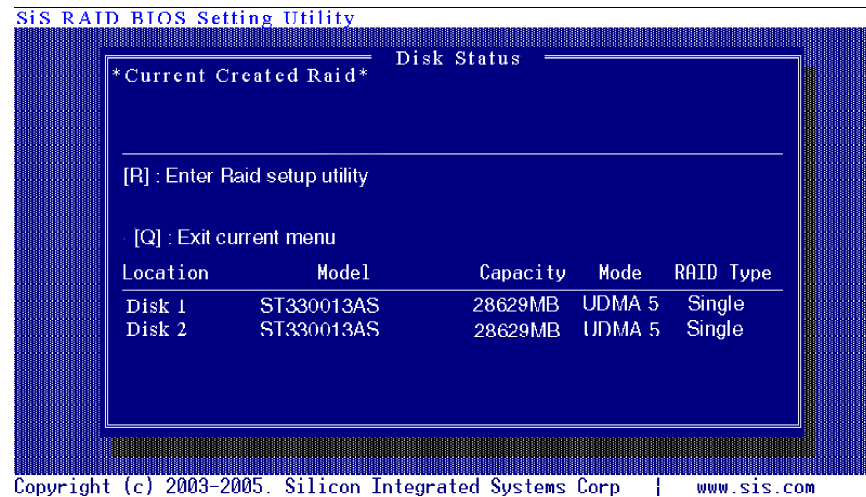 SiS RAID BIOS Setting Utility
Disk Status
*Current Created Raid*
[R] : Enter Raid setup utility
[Q] : Exit current menu
Location Model Capacity Mode RAID Type
Disk 1 ST330013AS 28629MB UDMA 5 Single
Disk 2 ST330013AS 28629MB UDMA 5 Single
Copyright (c) 2003-2005. Silicon Integrated Systems Corp | www.sis.com